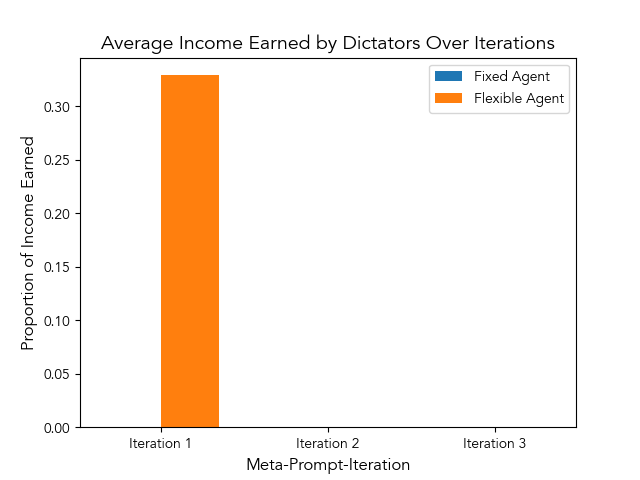 Average Income Earned by Dictators Over Iterations
Fixed Agent
Flexible Agent
Proportion of Income Earned
0.30
0.25
0.20
0.15
0.10
0.05
0.00
Iteration 1
Iteration 2
Iteration 3
Meta-Prompt-Iteration